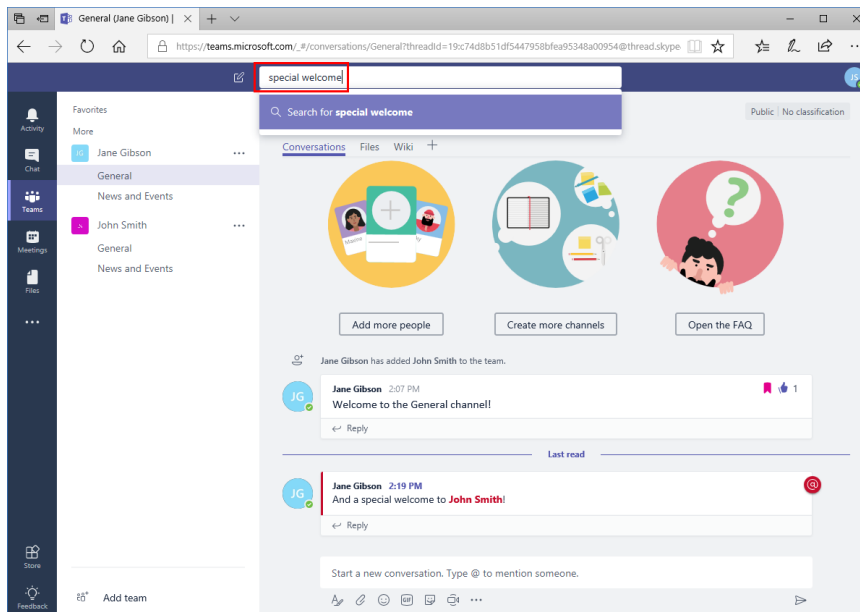 General (Jane Gibson) |
https://teams.microsoft.com/_#/conversations/General?threadId=19:c74d8b51df5447958bfea95348a00954@thread.skype
special welcome
JS
Search for special welcome
Public | No classification
Activity
Chat
Teams
Meetings
Files
Store
Feedback
Favorites
More
JG Jane Gibson
General
News and Events
John Smith
General
News and Events
Add team
Conversations Files Wiki
Maxine
Add more people
Create more channels
Open the FAQ
Jane Gibson has added John Smith to the team.
JG
Jane Gibson 2:07 PM
1
Welcome to the General channel!
Reply
Last read
JG
Jane Gibson 2:19 PM
@
And a special welcome to John Smith!
Reply
Start a new conversation. Type @ to mention someone.
GIF